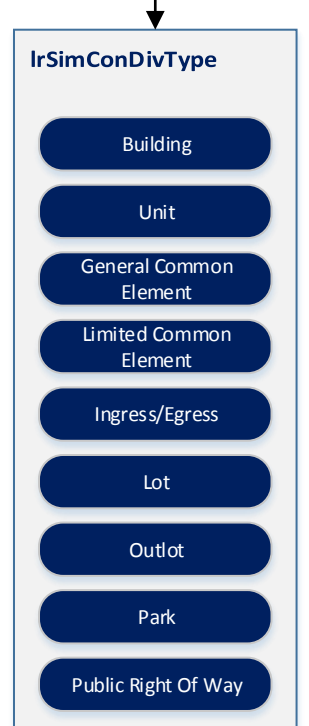 lrSimConDivType
Building
Unit
General Common
Element
Limited Common
Element
Ingress/Egress
Lot
Outlot
Park
Public Right Of Way